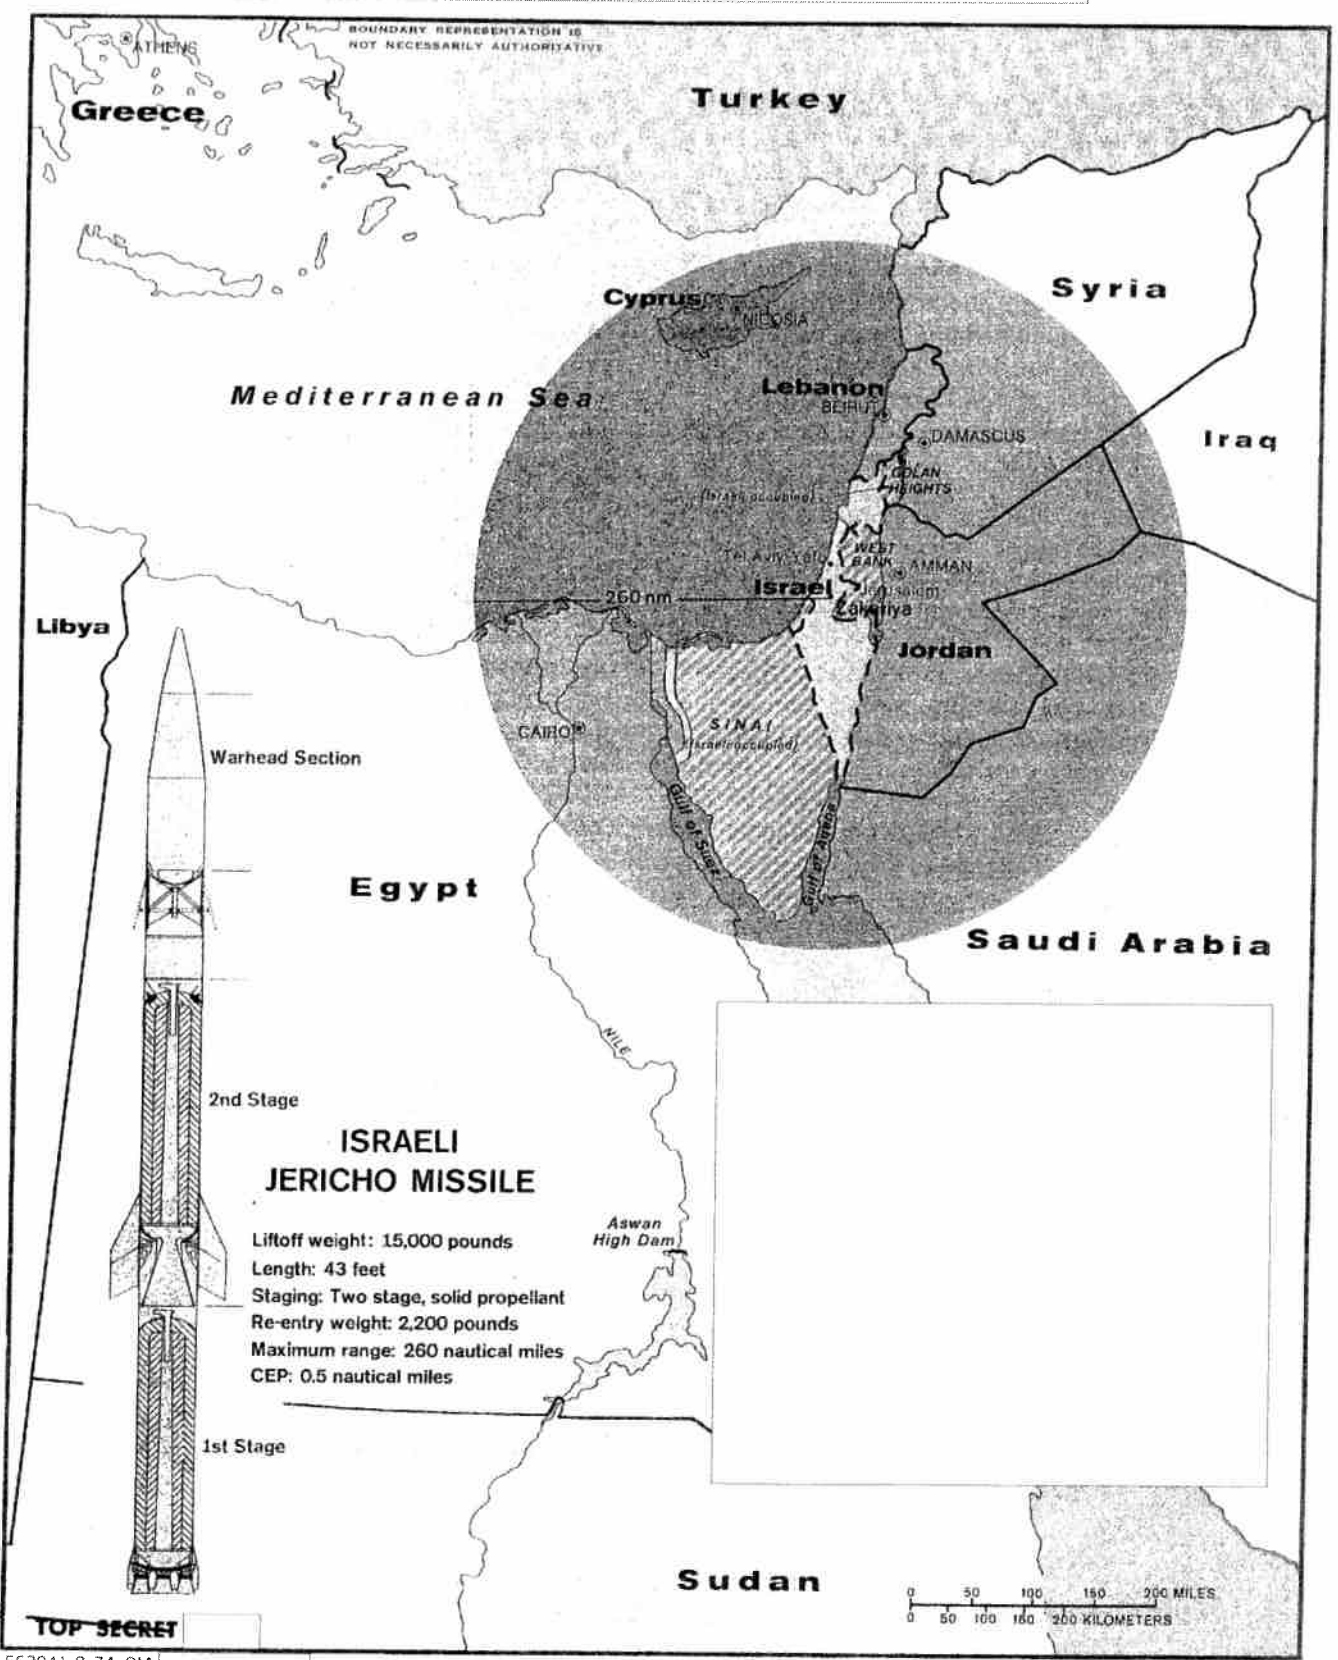 BOUNDARY REPRESENTATION IS
NOT NECESSARILY AUTHORITATIVE
ATHENS
Greece
Turkey
Syria
Cyprus
NICOSIA
Mediterranean Sea
Lebanon
BEIRUT
DAMASCUS
Iraq
GOLAN
HEIGHTS
(Israeli occupied)
Tel Aviv-Yafo
WEST
BANK
AMMAN
Israel
Jerusalem
260 nm
Zakariya
Libya
Jordan
SINAI
(Israeli occupied)
CAIRO
Warhead Section
Gulf of Suez
Gulf of Aqaba
Egypt
Saudi Arabia
NILE
2nd Stage
ISRAELI
JERICHO MISSILE
Aswan
High Dam
Liftoff weight: 15,000 pounds
Length: 43 feet
Staging: Two stage, solid propellant
Re-entry weight: 2,200 pounds
Maximum range: 260 nautical miles
CEP: 0.5 nautical miles
1st Stage
Sudan
0 50 100 150 200 MILES
0 50 100 150 200 KILOMETERS
TOP SECRET